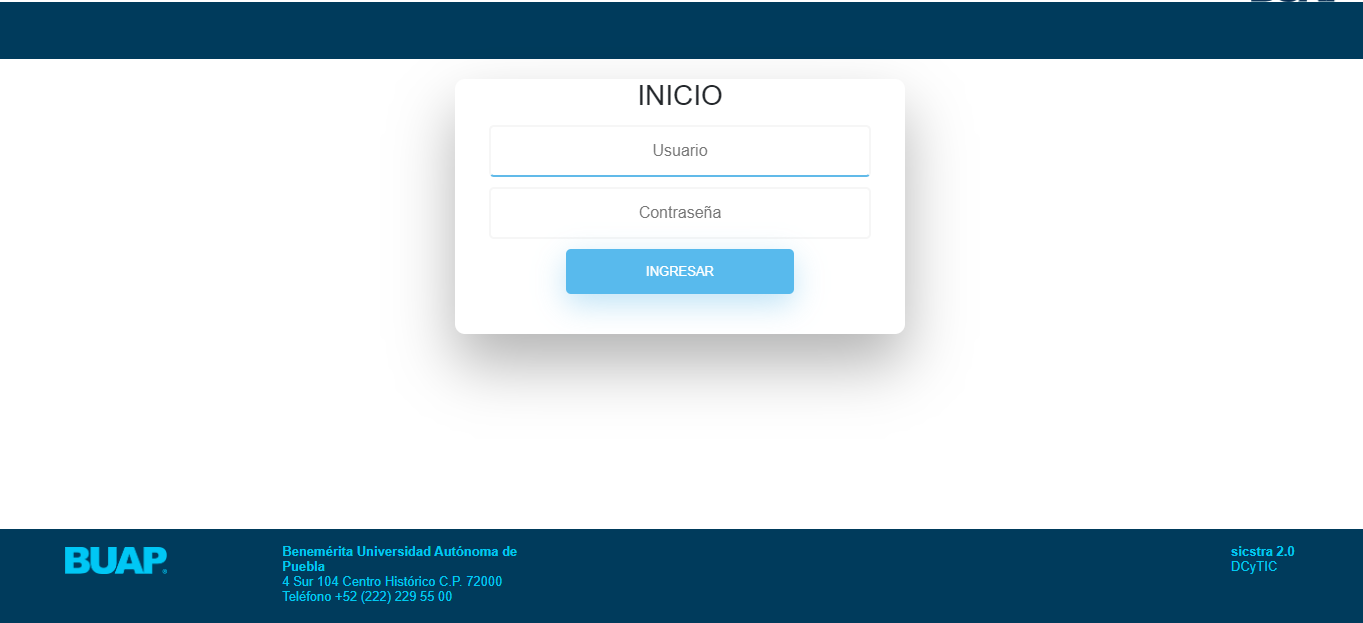 INICIO
Usuario
Contraseña
INGRESAR
BUAP®
Benemérita Universidad Autónoma de
Puebla
4 Sur 104 Centro Histórico C.P. 72000
Teléfono +52 (222) 229 55 00
sicstra 2.0
DCyTIC